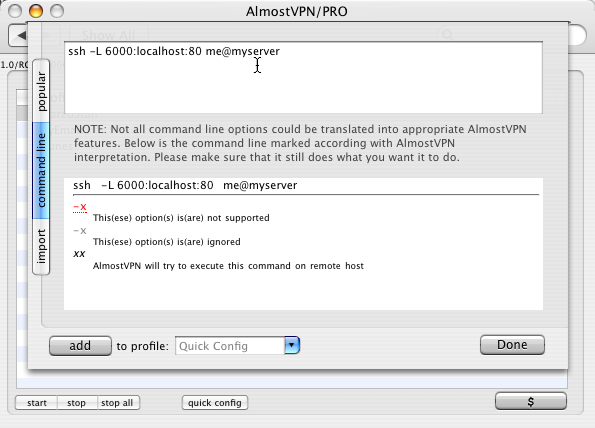 AlmostVPN/PRO
Show All
1.0/RC
ssh -L 6000:localhost:80 me@myserver
popular
command line
import
NOTE: Not all command line options could be translated into appropriate AlmostVPN
features. Below is the command line marked according with AlmostVPN
interpretation. Please make sure that it still does what you want it to do.
ssh -L 6000:localhost:80 me@myserver
-x
This(ese) option(s) is(are) not supported
-x
This(ese) option(s) is(are) ignored
xx
AlmostVPN will try to execute this command on remote host
add
to profile:
Quick Config
Done
start
stop
stop all
quick config
$